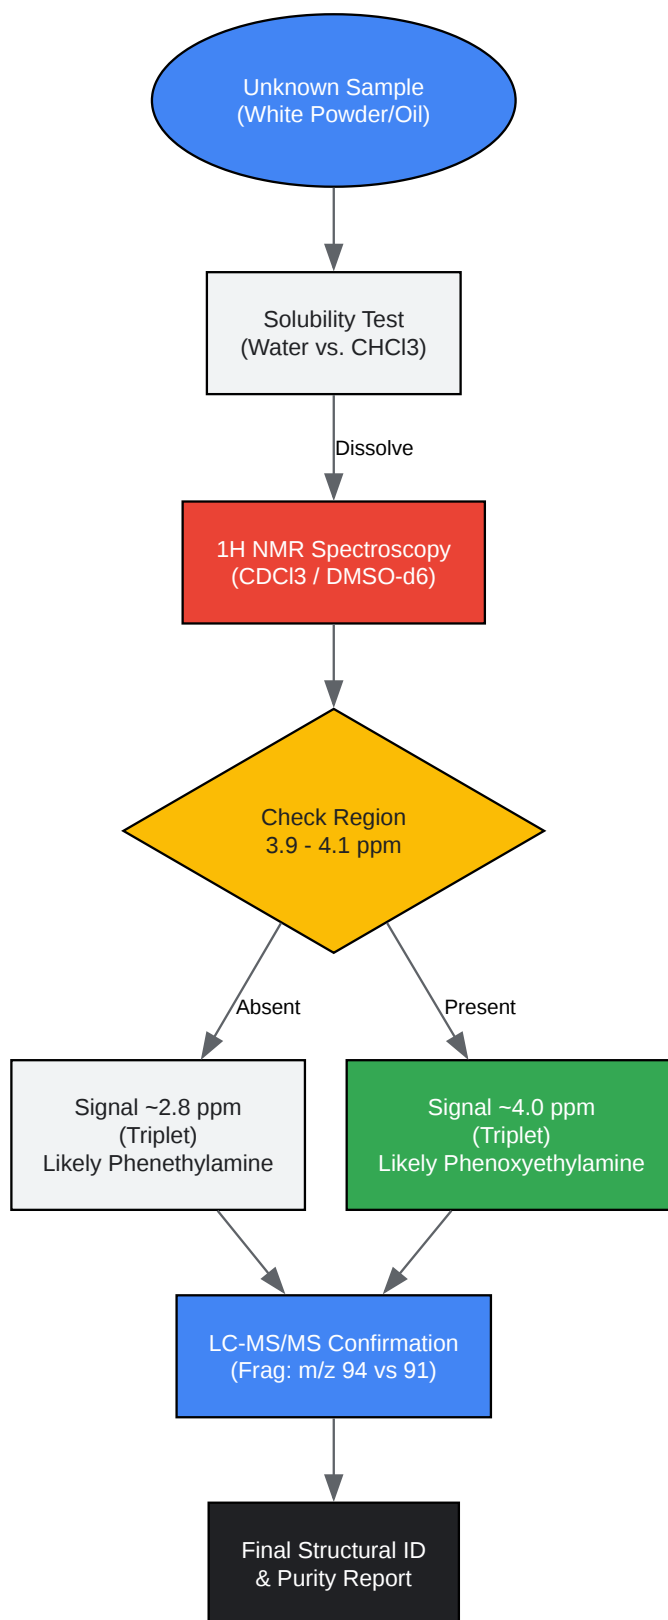 Unknown Sample
(White Powder/Oil)
Solubility Test
(Water vs. CHCl3)
Dissolve
1H NMR Spectroscopy
(CDCl3 / DMSO-d6)
Check Region
3.9 - 4.1 ppm
Absent
Present
Signal ~2.8 ppm
(Triplet)
Likely Phenethylamine
Signal ~4.0 ppm
(Triplet)
Likely Phenoxyethylamine
LC-MS/MS Confirmation
(Frag: m/z 94 vs 91)
Final Structural ID
& Purity Report